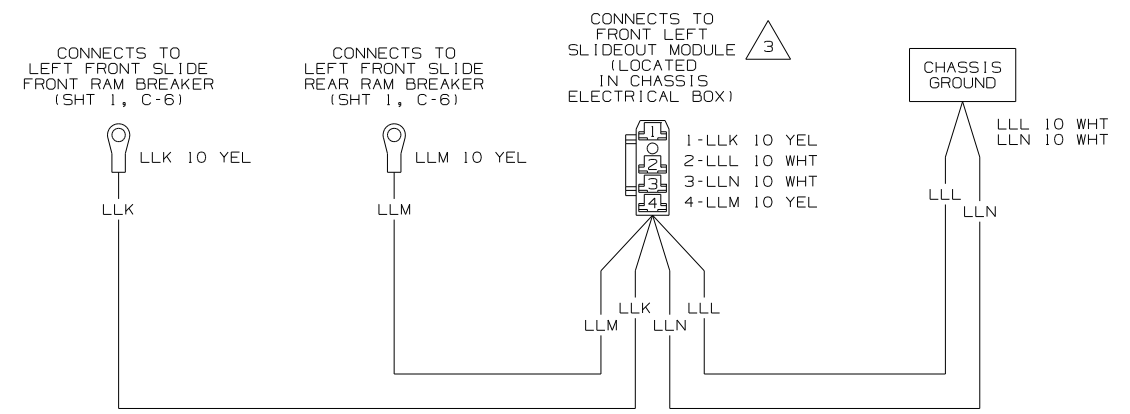 CONNECTS TO
LEFT FRONT SLIDE
FRONT RAM BREAKER
(SHT 1, C-6)
LLK 10 YEL
LLK
CONNECTS TO
LEFT FRONT SLIDE
REAR RAM BREAKER
(SHT 1, C-6)
LLM 10 YEL
LLM
CONNECTS TO
FRONT LEFT
SLIDEOUT MODULE
(LOCATED
IN CHASSIS
ELECTRICAL BOX)
3
1
2
3
4
1-LLK 10 YEL
2-LLL 10 WHT
3-LLN 10 WHT
4-LLM 10 YEL
LLM
LLK
LLN
LLL
CHASSIS
GROUND
LLL 10 WHT
LLN 10 WHT
LLL
LLN